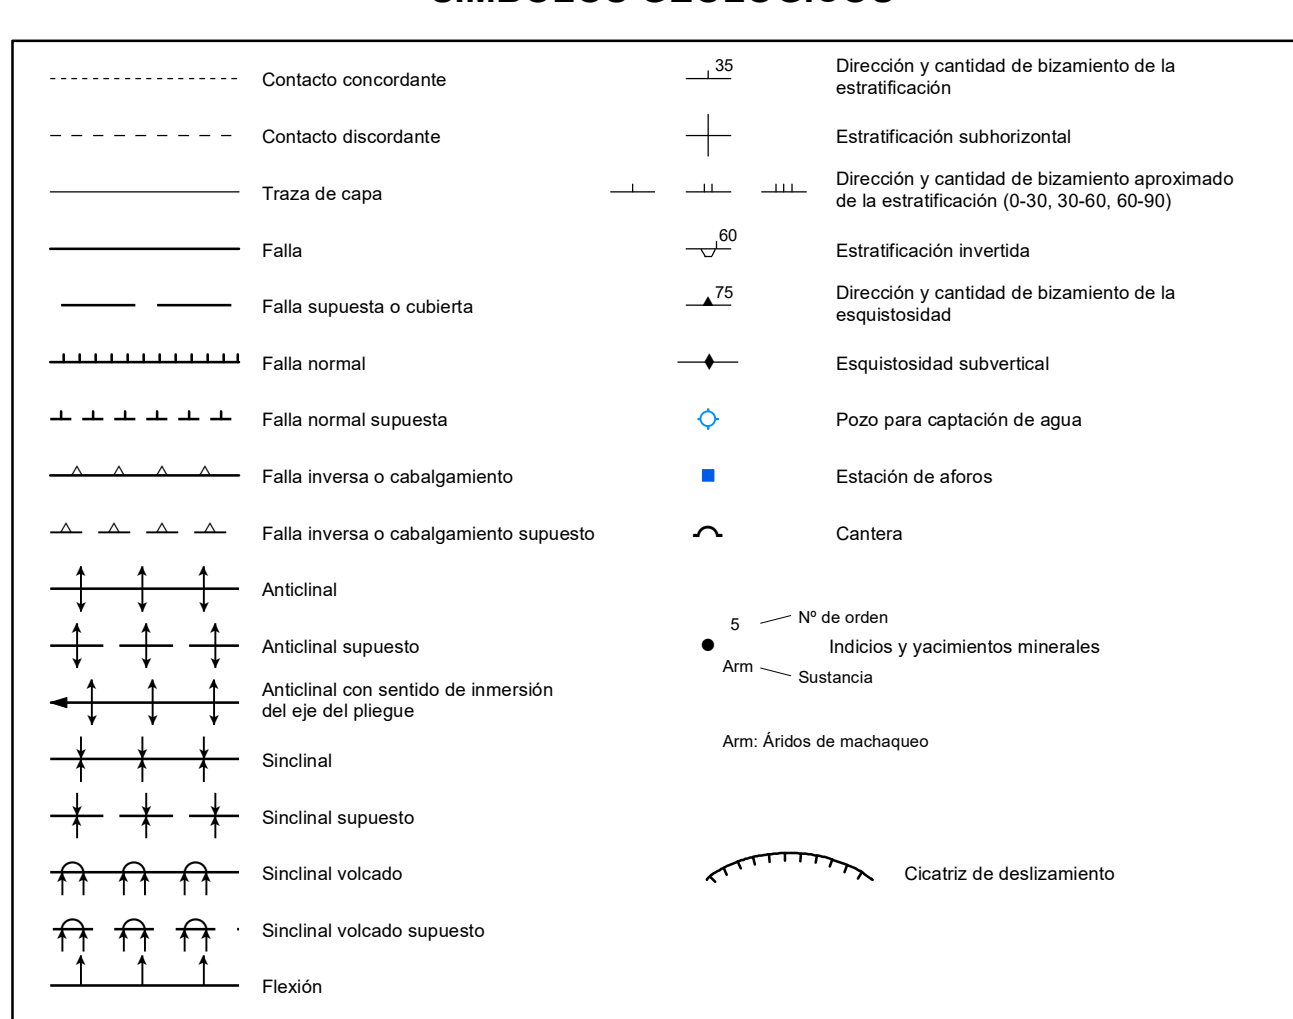 SÍMBOLOS GEOLÓGICOS
Contacto concordante
Contacto discordante
Traza de capa
Falla
Falla supuesta o cubierta
Falla normal
Falla normal supuesta
Falla inversa o cabalgamiento
Falla inversa o cabalgamiento supuesto
Anticlinal
Anticlinal supuesto
Anticlinal con sentido de inmersión
del eje del pliegue
Sinclinal
Sinclinal supuesto
Sinclinal volcado
Sinclinal volcado supuesto
Flexión
35
Dirección y cantidad de bizamiento de la
estratificación
Estratificación subhorizontal
Dirección y cantidad de bizamiento aproximado
de la estratificación (0-30, 30-60, 60-90)
60
Estratificación invertida
75
Dirección y cantidad de bizamiento de la
esquistosidad
Esquistosidad subvertical
Pozo para captación de agua
Estación de aforos
Cantera
5
Nº de orden
Indicios y yacimientos minerales
Arm
Sustancia
Arm: Áridos de machaqueo
Cicatriz de deslizamiento